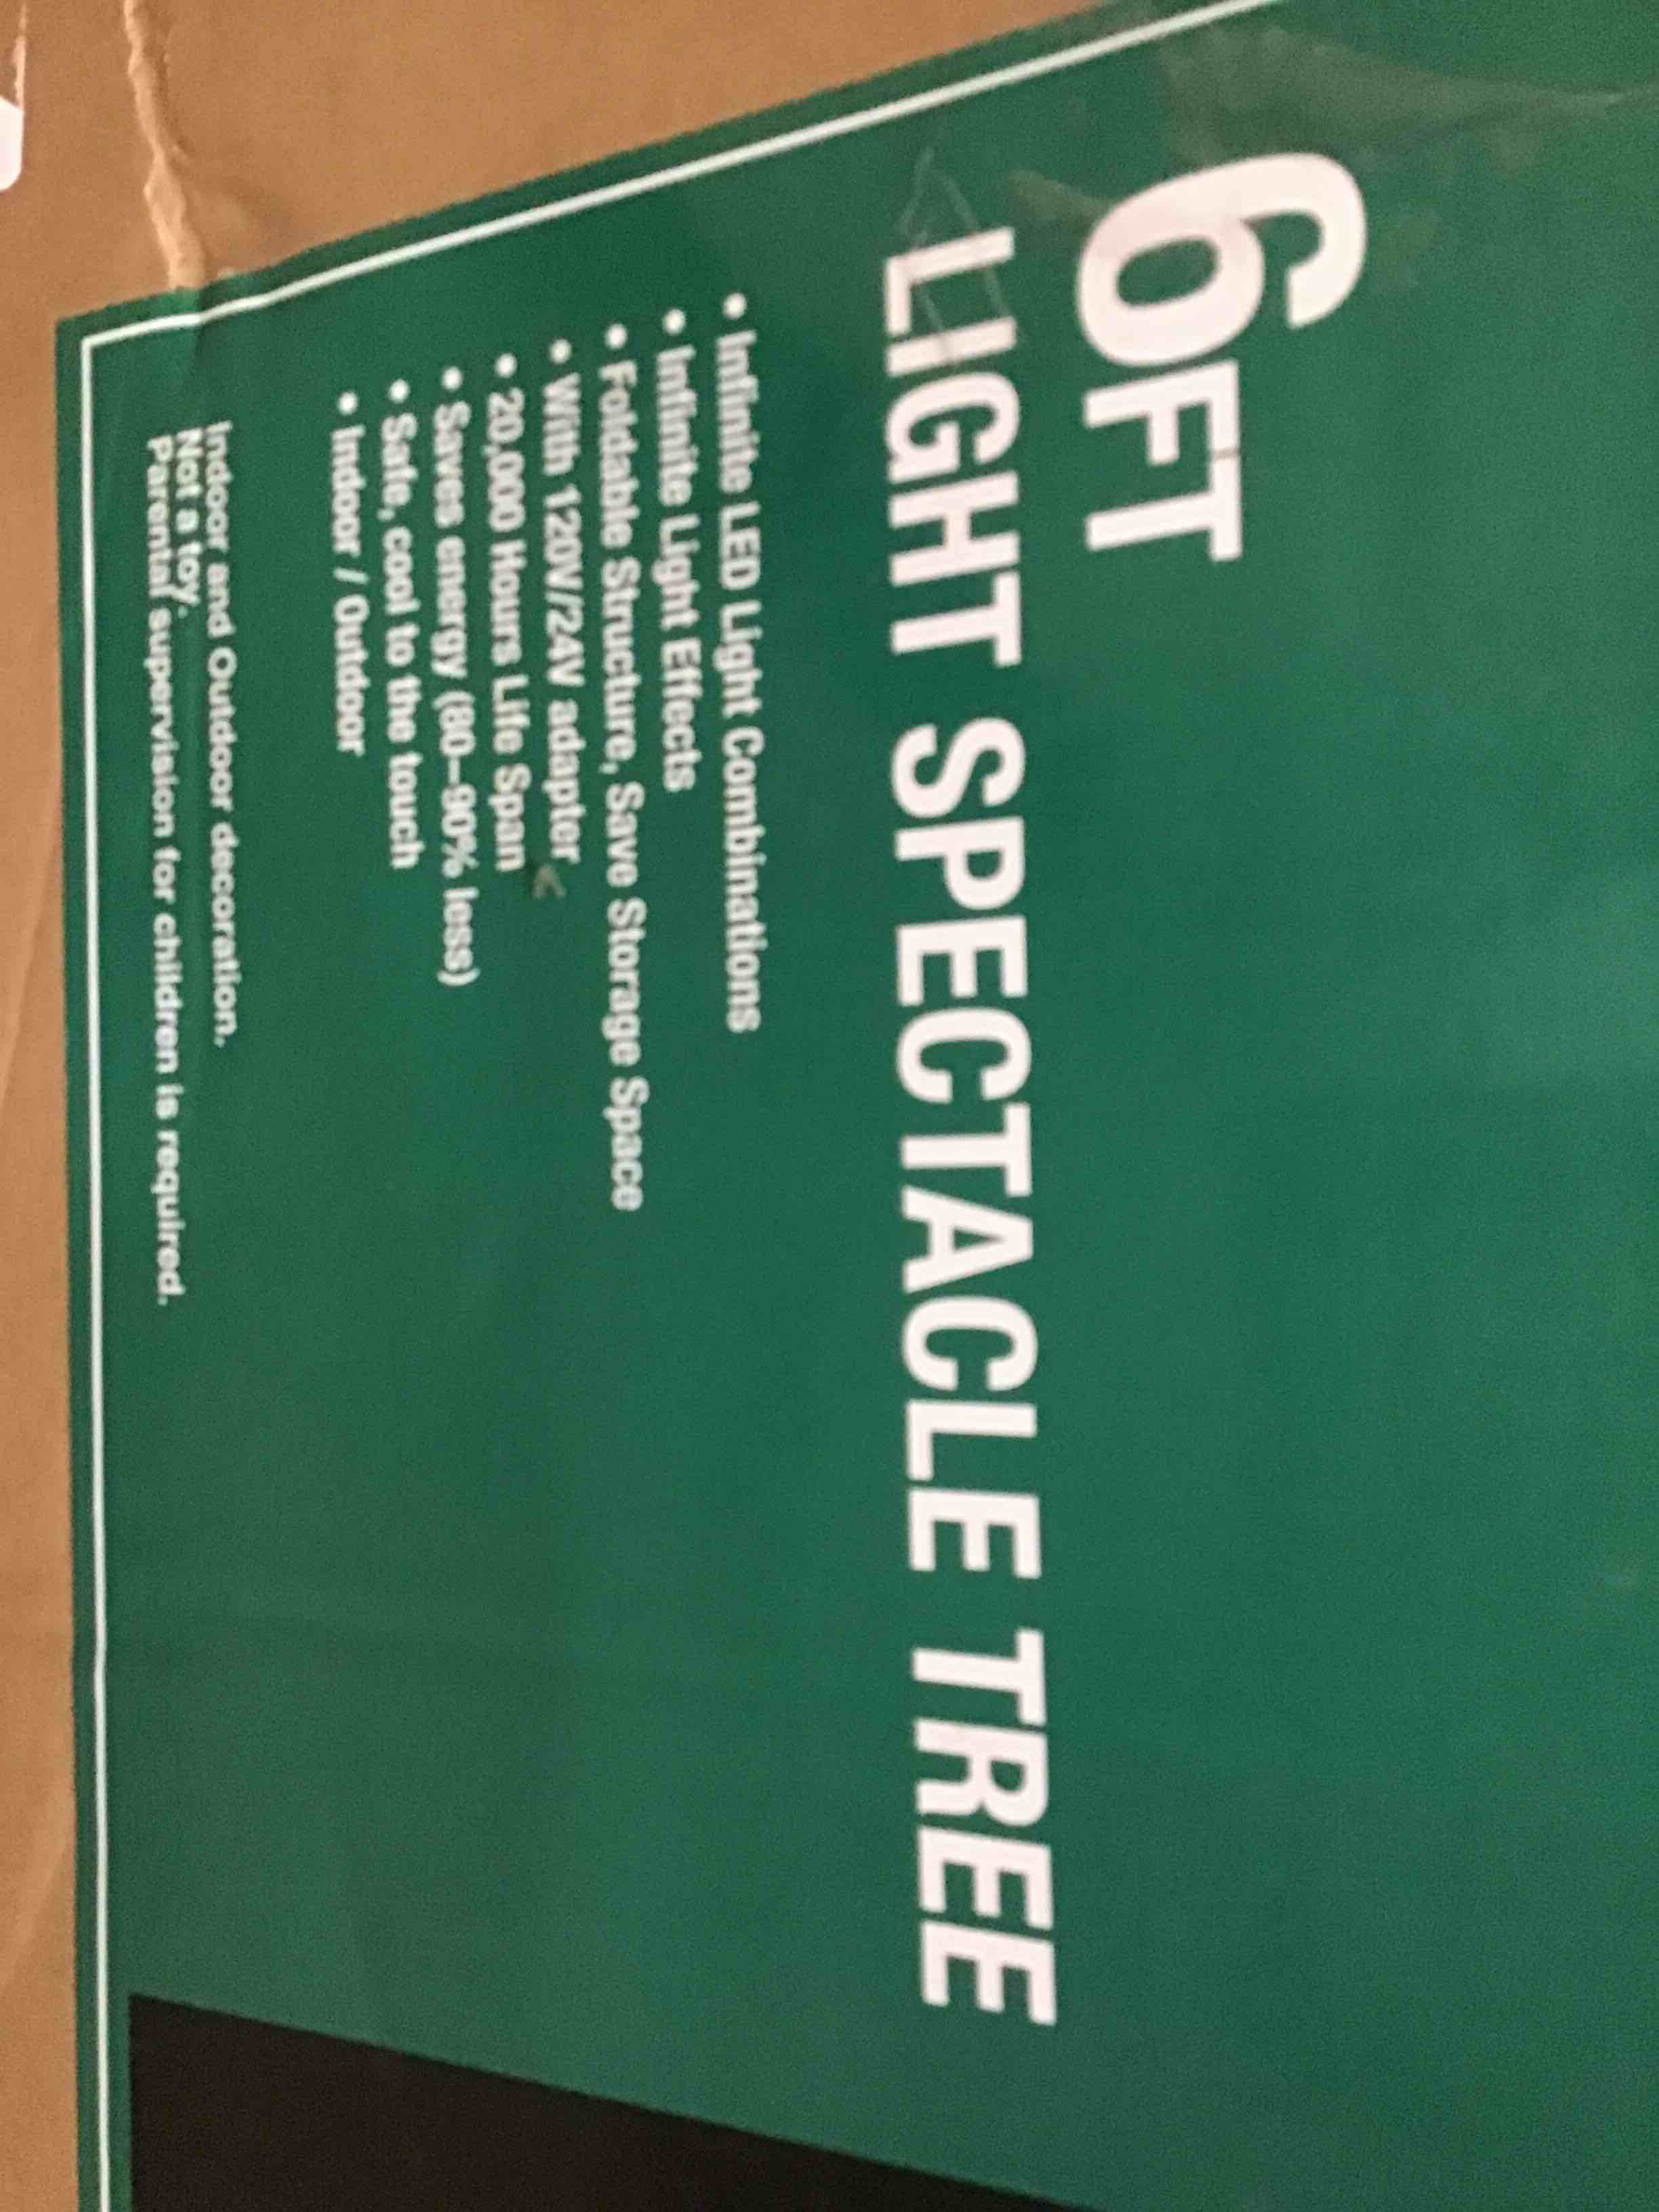 6FT
LIGHT SPECTACLE TREE
• Infinite LED Light Combinations
• Infinite Light Effects
• Foldable Structure, Save Storage Space
• With 120V/24V adapter
• 20,000 Hours Life Span
• Saves energy (80-90% less)
• Safe, cool to the touch
• Indoor / Outdoor
Indoor and Outdoor decoration.
Not a toy.
Parental supervision for children is required.